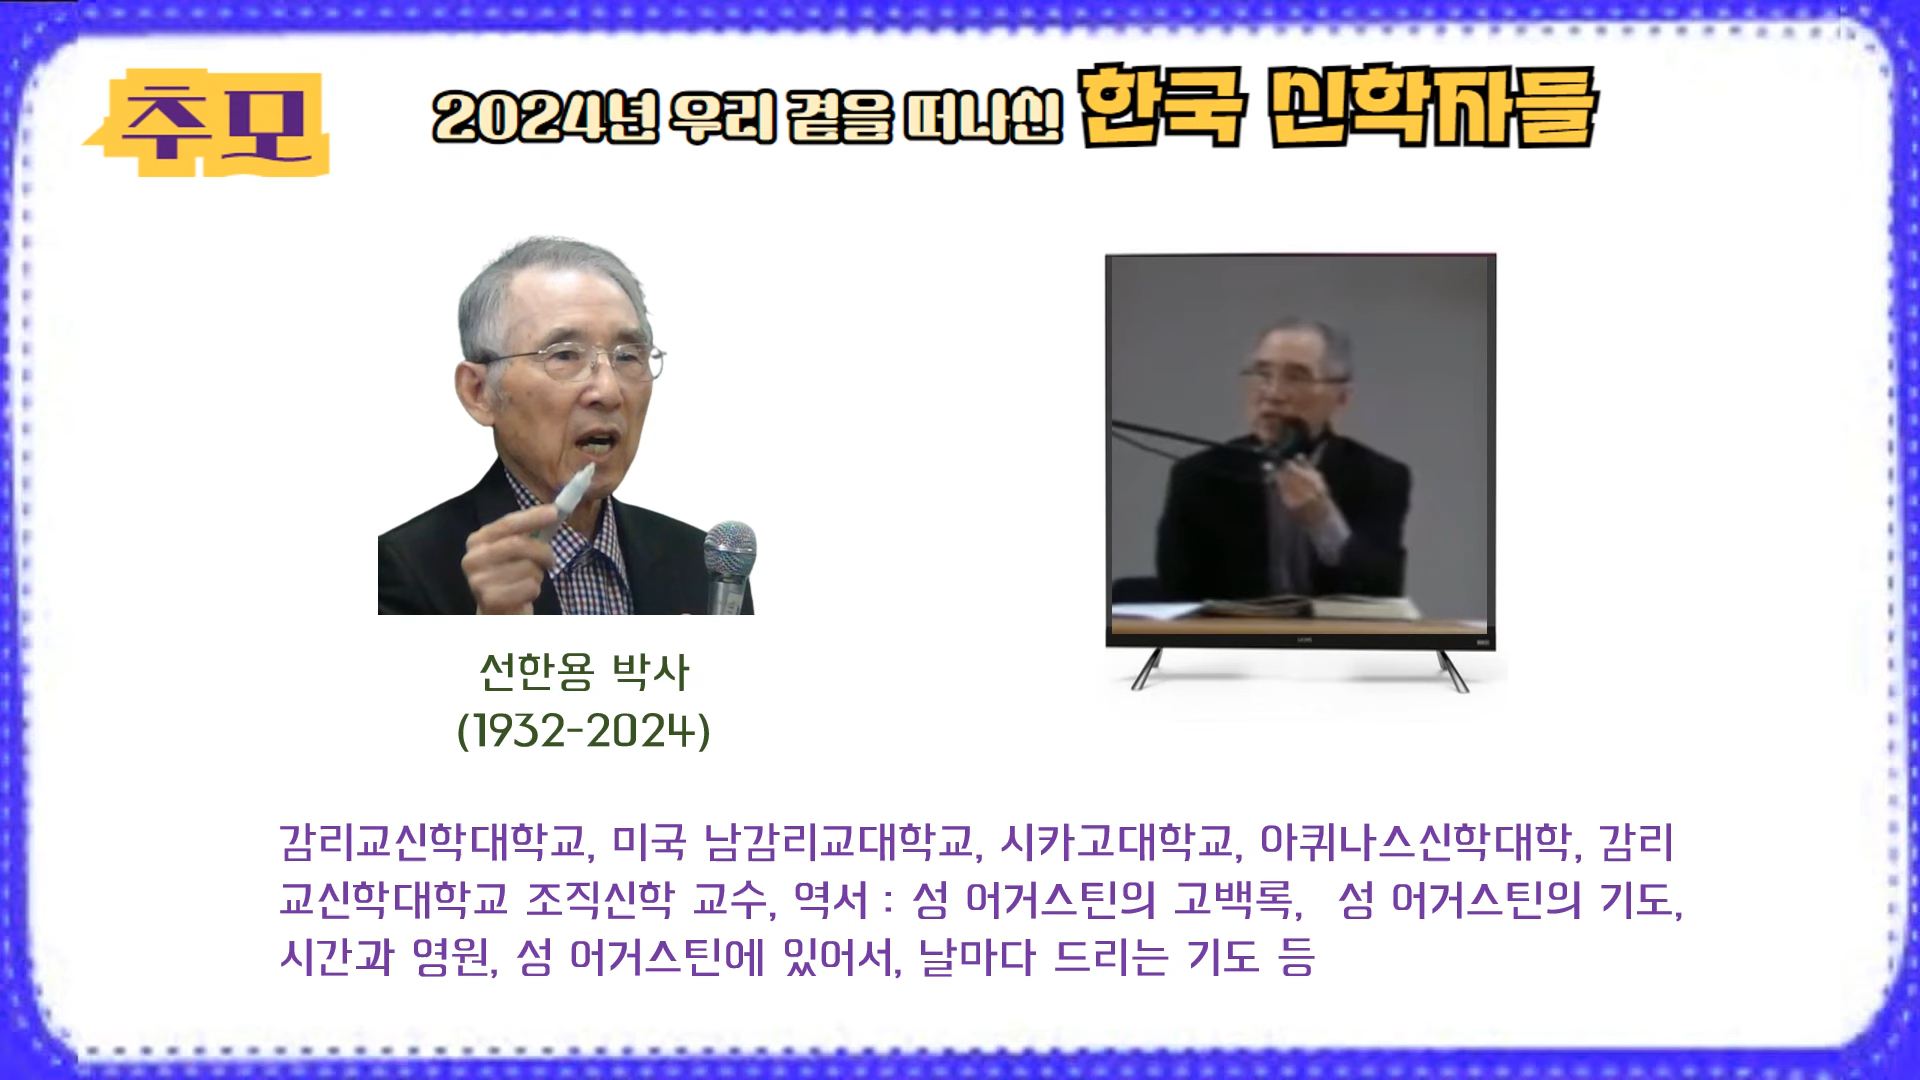 추모
2024년 우리 곁을 떠나신 한국 신학자들
선한용 박사
(1932-2024)
감리교신학대학교, 미국 남감리교대학교, 시카고대학교, 아퀴나스신학대학, 감리
교신학대학교 조직신학 교수, 역서 : 성 어거스틴의 고백록, 성 어거스틴의 기도,
시간과 영원, 성 어거스틴에 있어서, 날마다 드리는 기도 등